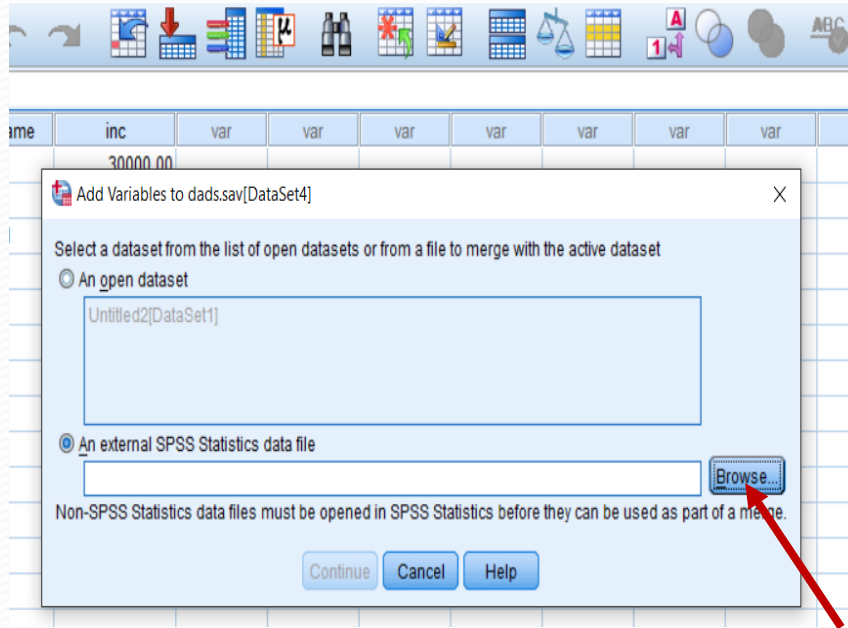 μ
A
1
ABC
ame inc var var var var var var var
30000.00
Add Variables to dads.sav[DataSet4]
Select a dataset from the list of open datasets or from a file to merge with the active dataset
An open dataset
Untitled2[DataSet1]
An external SPSS Statistics data file
Browse...
Non-SPSS Statistics data files must be opened in SPSS Statistics before they can be used as part of a merge.
Continue Cancel Help